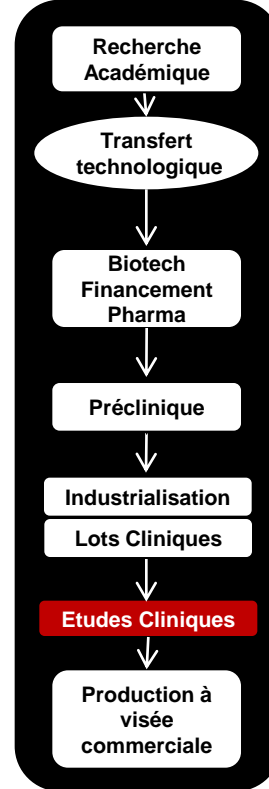 Recherche
Académique
Transfert
technologique
Biotech
Financement
Pharma
Préclinique
Industrialisation
Lots Cliniques
Etudes Cliniques
Production à
visée
commerciale